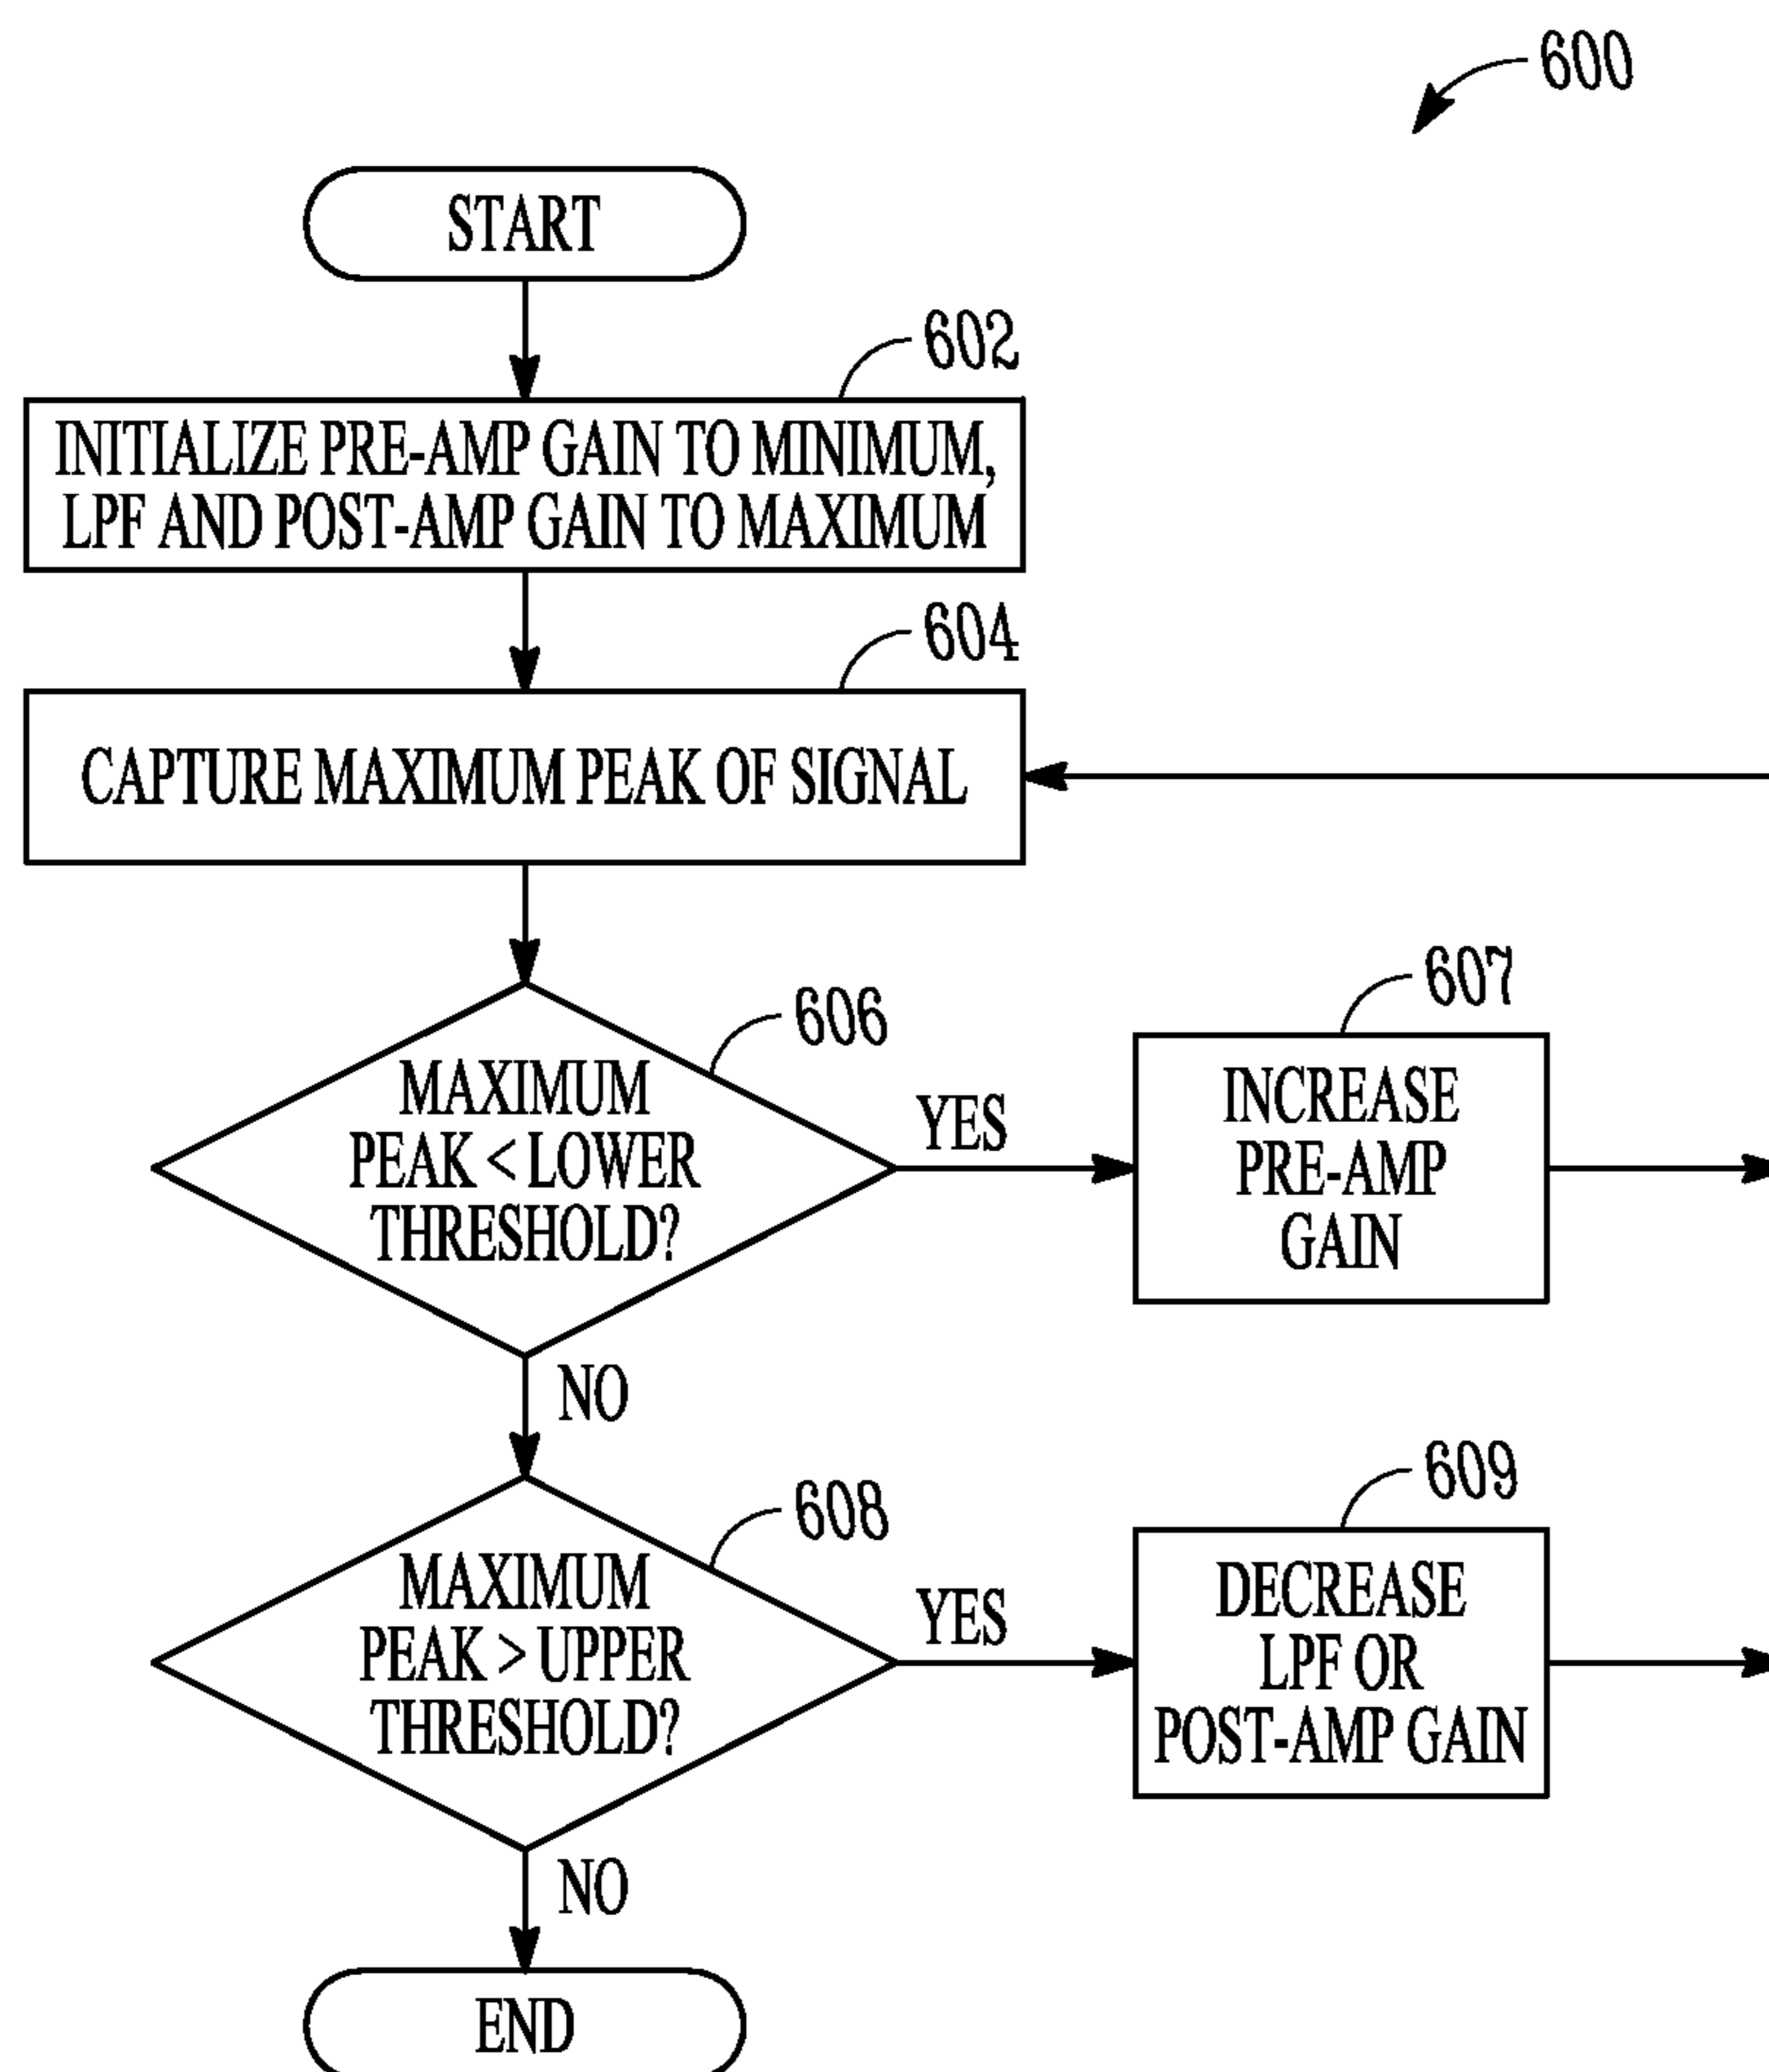 600
START
602
INITIALIZE PRE-AMP GAIN TO MINIMUM,
LPF AND POST-AMP GAIN TO MAXIMUM
604
CAPTURE MAXIMUM PEAK OF SIGNAL
606
MAXIMUM
PEAK < LOWER
THRESHOLD?
YES
607
INCREASE
PRE-AMP
GAIN
NO
608
MAXIMUM
PEAK > UPPER
THRESHOLD?
YES
609
DECREASE
LPF OR
POST-AMP GAIN
NO
END